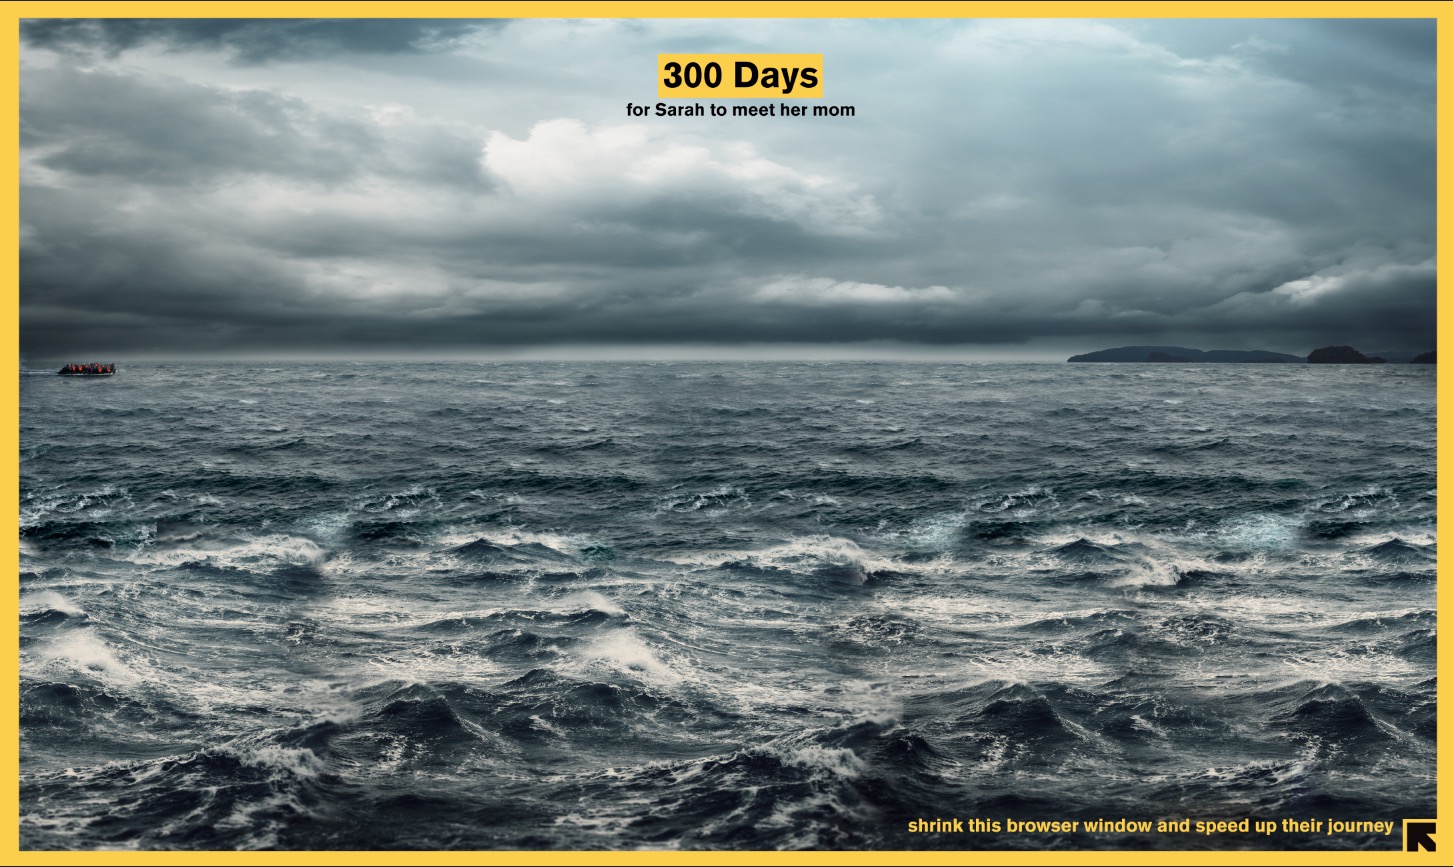 300 Days
for Sarah to meet her mom
shrink this browser window and speed up their journey